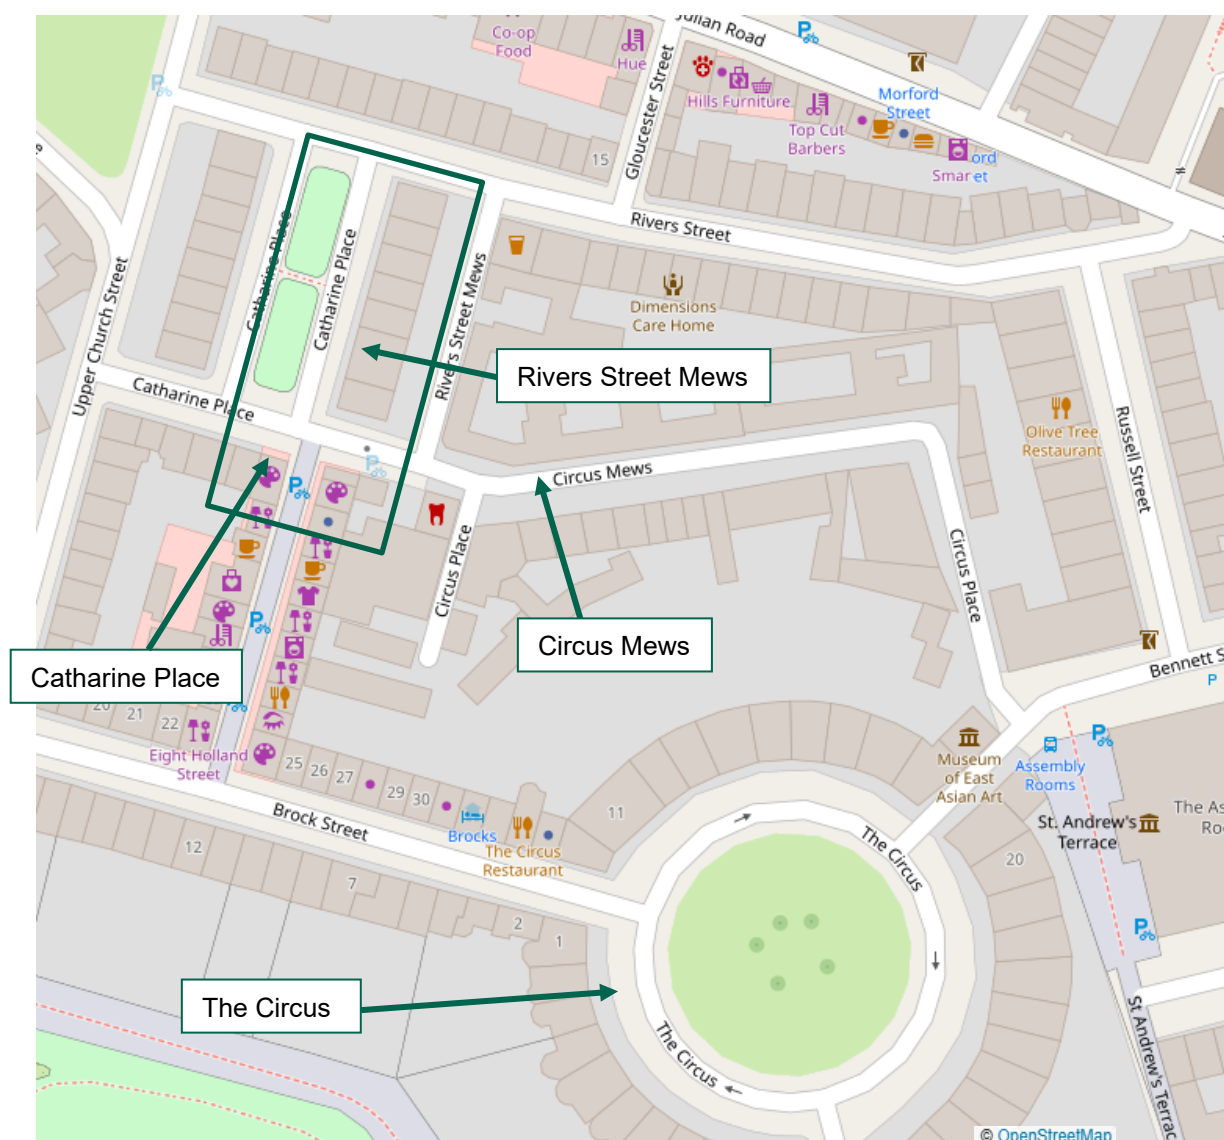 Co-op
Food
Hue
Julian Road
Gloucester Street
Hills Furniture
Top Cut
Barbers
Morford
Street
Smar
ord
et
15
Rivers Street
Catharine Place
Catharine Place
Rivers Street Mews
Upper Church Street
Dimensions
Care Home
Rivers Street Mews
Catharine Place
Olive Tree
Restaurant
Russell Street
Circus Mews
Circus Place
Circus Place
Circus Mews
Catharine Place
Bennett S
P
20
21
22
Eight Holland
Street
25
26
27
29
30
Brocks
The Circus
Restaurant
11
Museum
of East
Asian Art
Assembly
Rooms
St. Andrew's
Terrace
The As
Ro
Brock Street
12
7
2
1
The Circus
20
The Circus
The Circus
St Andrew's Terrac
© OpenStreetMap